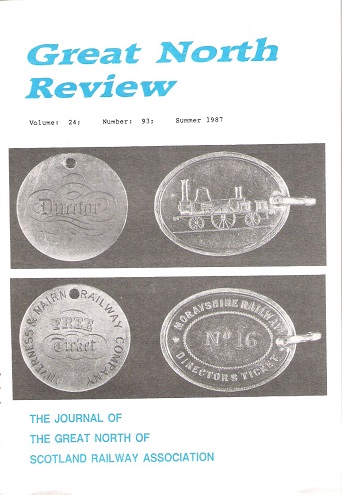 Great North
Review
Volume: 24; Number: 93; Summer 1987
Director
INVERNESS & NAIRN RAILWAY COMPANY
FREE
Ticket
MORAYSHIRE RAILWAY
No 16
DIRECTORS TICKET
THE JOURNAL OF
THE GREAT NORTH OF
SCOTLAND RAILWAY ASSOCIATION